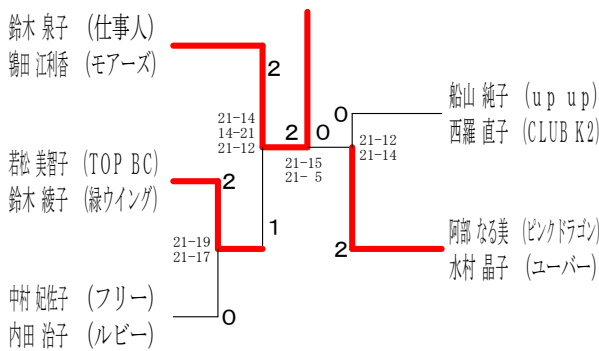 鈴木 泉子 (仕事人)
鴇田 江利香 (モアーズ)
2
21-14
14-21
21-12
2
0
21-15
21- 5
若松 美智子 (TOP BC)
鈴木 綾子 (緑ウイング)
2
21-19
21-17
1
中村 妃佐子 (フリー)
内田 治子 (ルビー)
0
船山 純子 (up up)
西羅 直子 (CLUB K2)
0
21-12
21-14
阿部 なる美 (ピンクドラゴン)
水村 晶子 (ユーバー)
2